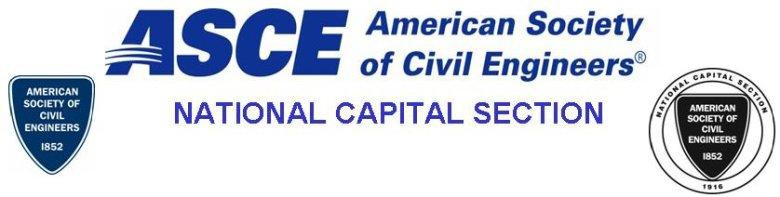 ASCE American Society
of Civil Engineers®
NATIONAL CAPITAL SECTION
AMERICAN
SOCIETY OF
CIVIL
ENGINEERS
1852
NATIONAL CAPITAL SECTION
AMERICAN
SOCIETY OF
CIVIL
ENGINEERS
1852
1916